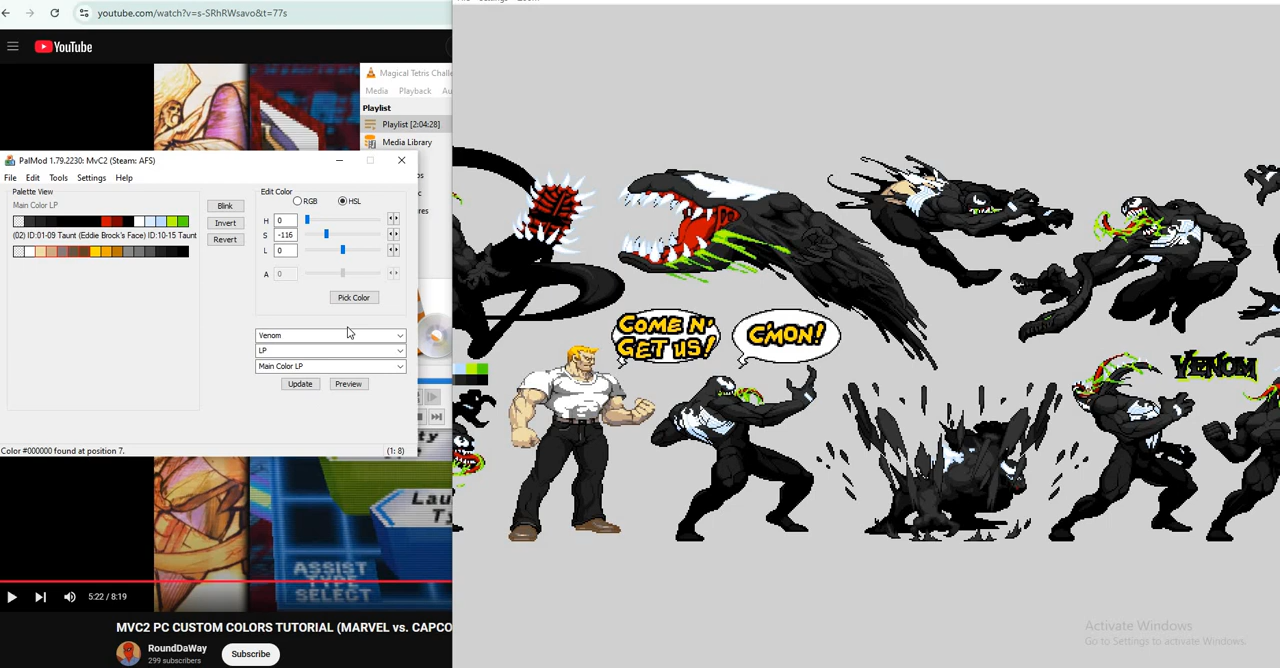 youtube.com/watch?v=s-SRhRWsavo&t=77s
YouTube
Magical Tetris Challe
Media Playback Au
Playlist
Playlist [2:04:28]
Media Library
PalMod 1.79.2230: MvC2 (Steam: AFS)
File Edit Tools Settings Help
Palette View
Main Color LP
(02) ID:01-09 Taunt (Eddie Brock's Face) ID:10-15 Taunt
Blink
Invert
Revert
Edit Color
RGB HSL
H 0
S -116
L 0
A 0
Pick Color
Venom
LP
Main Color LP
Update Preview
Color #000000 found at position 7.
(1: 8)
COME N'
GET US!
C'MON!
VENOM
ASSIST
TYPE
SELECT
5:22 / 8:19
MVC2 PC CUSTOM COLORS TUTORIAL (MARVEL vs. CAPCO
RoundDaWay
299 subscribers
Subscribe
Activate Windows
Go to Settings to activate Windows.